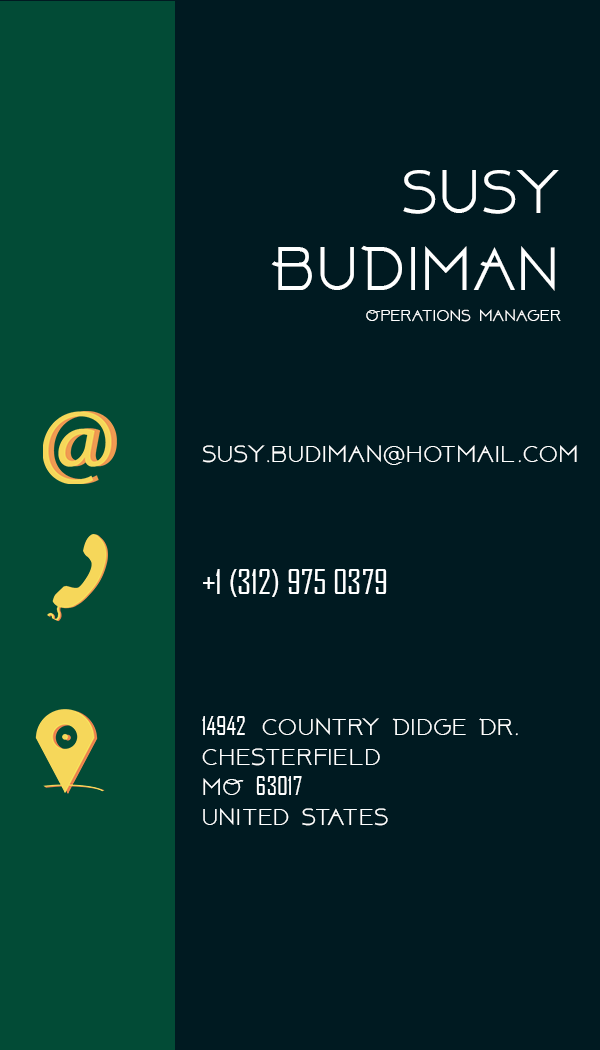 SUSY
BUDIMAN
OPERATIONS MANAGER
@
SUSY.BUDIMAN@HOTMAIL.COM
+1 (312) 975 0379
14942 COUNTRY DIDGE DR.
CHESTERFIELD
MO 63017
UNITED STATES